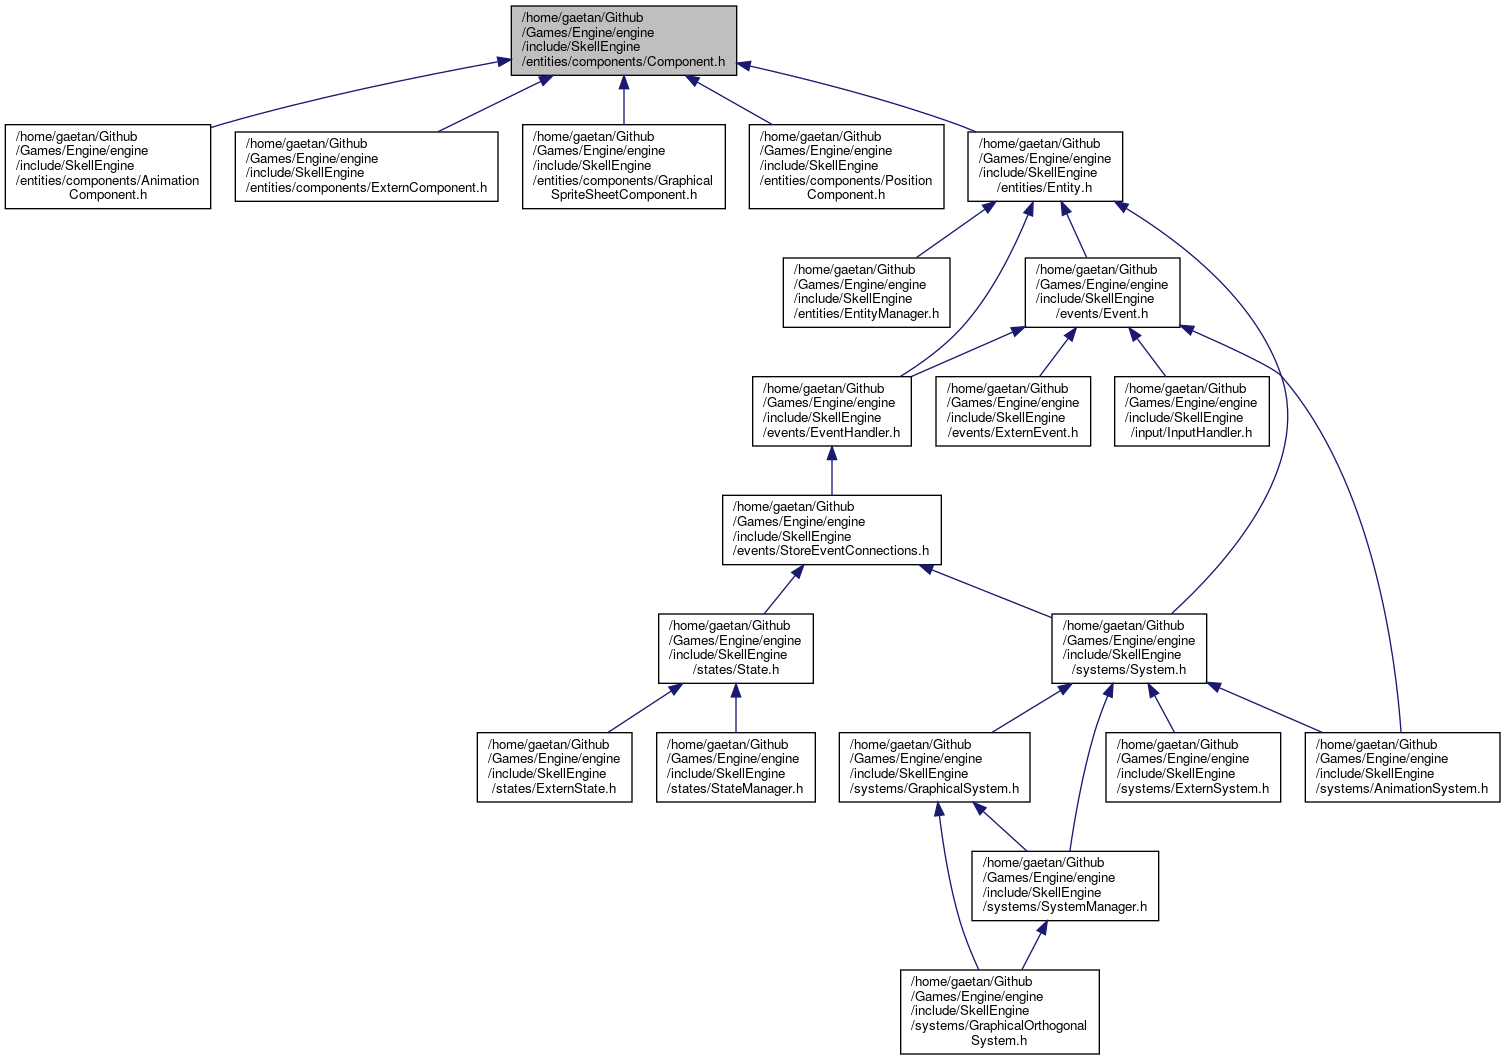 /home/gaetan/Github
/Games/Engine/engine
/include/SkellEngine
/entities/components/Component.h
/home/gaetan/Github
/Games/Engine/engine
/include/SkellEngine
/entities/components/Animation
Component.h
/home/gaetan/Github
/Games/Engine/engine
/include/SkellEngine
/entities/components/ExternComponent.h
/home/gaetan/Github
/Games/Engine/engine
/include/SkellEngine
/entities/components/Graphical
SpriteSheetComponent.h
/home/gaetan/Github
/Games/Engine/engine
/include/SkellEngine
/entities/components/Position
Component.h
/home/gaetan/Github
/Games/Engine/engine
/include/SkellEngine
/entities/Entity.h
/home/gaetan/Github
/Games/Engine/engine
/include/SkellEngine
/entities/EntityManager.h
/home/gaetan/Github
/Games/Engine/engine
/include/SkellEngine
/events/Event.h
/home/gaetan/Github
/Games/Engine/engine
/include/SkellEngine
/events/EventHandler.h
/home/gaetan/Github
/Games/Engine/engine
/include/SkellEngine
/events/ExternEvent.h
/home/gaetan/Github
/Games/Engine/engine
/include/SkellEngine
/input/InputHandler.h
/home/gaetan/Github
/Games/Engine/engine
/include/SkellEngine
/events/StoreEventConnections.h
/home/gaetan/Github
/Games/Engine/engine
/include/SkellEngine
/states/State.h
/home/gaetan/Github
/Games/Engine/engine
/include/SkellEngine
/systems/System.h
/home/gaetan/Github
/Games/Engine/engine
/include/SkellEngine
/states/ExternState.h
/home/gaetan/Github
/Games/Engine/engine
/include/SkellEngine
/states/StateManager.h
/home/gaetan/Github
/Games/Engine/engine
/include/SkellEngine
/systems/GraphicalSystem.h
/home/gaetan/Github
/Games/Engine/engine
/include/SkellEngine
/systems/ExternSystem.h
/home/gaetan/Github
/Games/Engine/engine
/include/SkellEngine
/systems/AnimationSystem.h
/home/gaetan/Github
/Games/Engine/engine
/include/SkellEngine
/systems/SystemManager.h
/home/gaetan/Github
/Games/Engine/engine
/include/SkellEngine
/systems/GraphicalOrthogonal
System.h